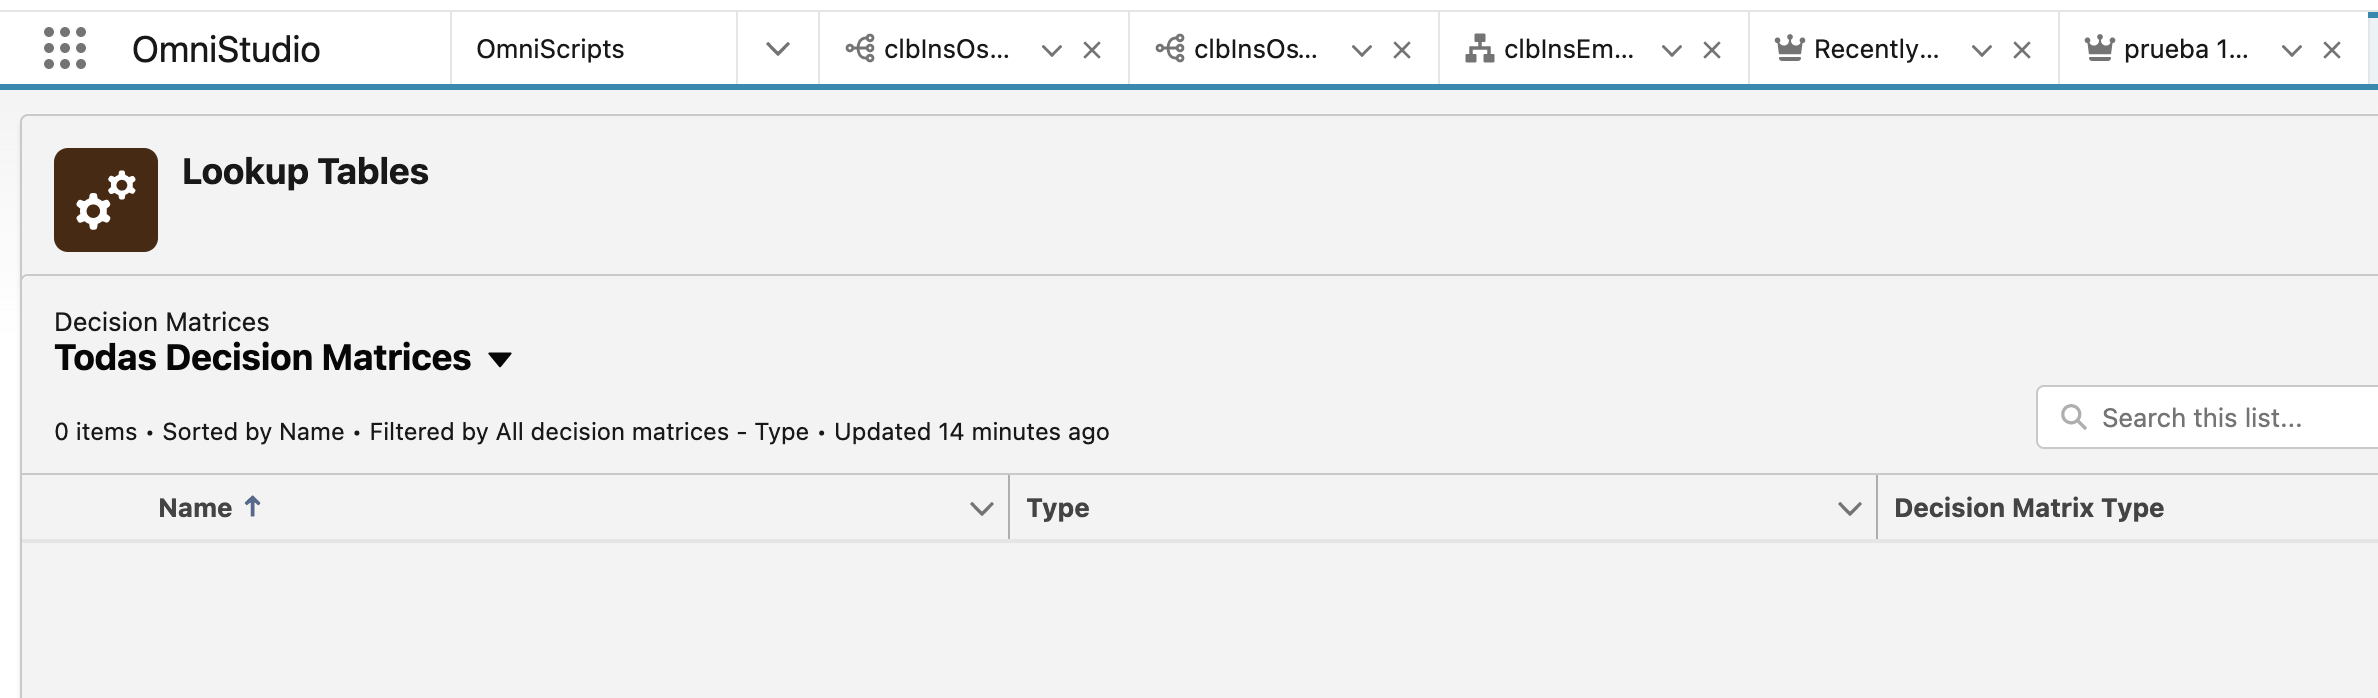 OmniStudio
OmniScripts
clbInsOs...
clbInsOs...
clbInsEm...
Recently...
prueba 1...
Lookup Tables
Decision Matrices
Todas Decision Matrices
0 items • Sorted by Name • Filtered by All decision matrices - Type • Updated 14 minutes ago
Search this list...
Name
Type
Decision Matrix Type